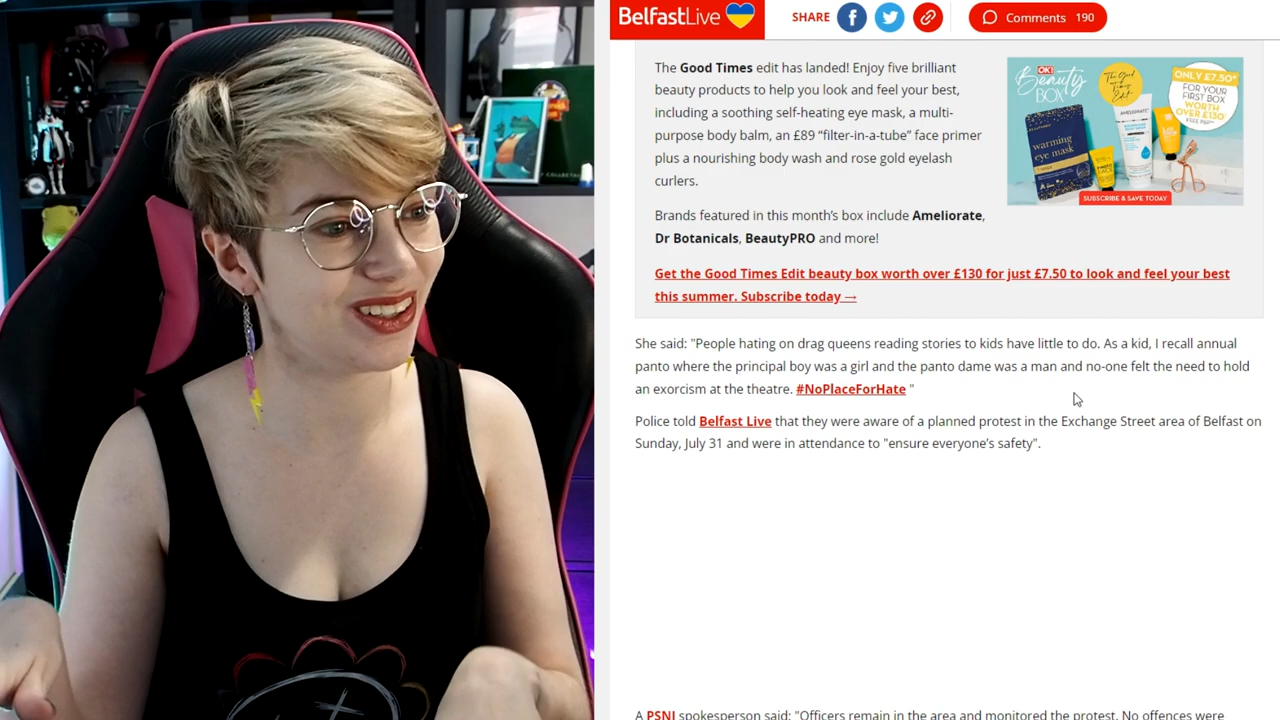 BelfastLive
SHARE
Comments 190
The Good Times edit has landed! Enjoy five brilliant
beauty products to help you look and feel your best,
including a soothing self-heating eye mask, a multi-
purpose body balm, an £89 “filter-in-a-tube” face primer
plus a nourishing body wash and rose gold eyelash
curlers.
Brands featured in this month's box include Ameliorate,
Dr Botanicals, BeautyPRO and more!
OK!
Beauty
BOX
The Good
Times
Edit
ONLY £7.50*
FOR YOUR
FIRST BOX
WORTH
OVER £130
warming
eye mask
AMELIORATE
SUBSCRIBE & SAVE TODAY
Get the Good Times Edit beauty box worth over £130 for just £7.50 to look and feel your best
this summer. Subscribe today →
She said: "People hating on drag queens reading stories to kids have little to do. As a kid, I recall annual
panto where the principal boy was a girl and the panto dame was a man and no-one felt the need to hold
an exorcism at the theatre. #NoPlaceForHate "
Police told Belfast Live that they were aware of a planned protest in the Exchange Street area of Belfast on
Sunday, July 31 and were in attendance to "ensure everyone's safety".
A PSNI spokesperson said: "Officers remain in the area and monitored the protest. No offences were